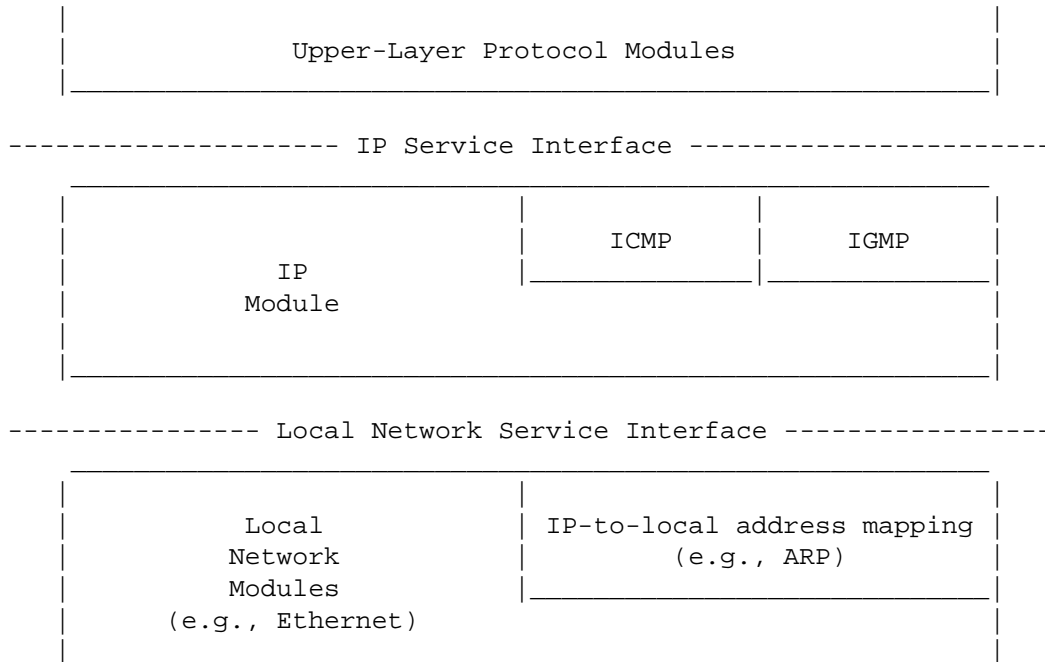 Upper-Layer Protocol Modules
IP Service Interface
ICMP IGMP
IP
Module
Local Network Service Interface
Local IP-to-local address mapping
Network (e.g., ARP)
Modules
(e.g., Ethernet)